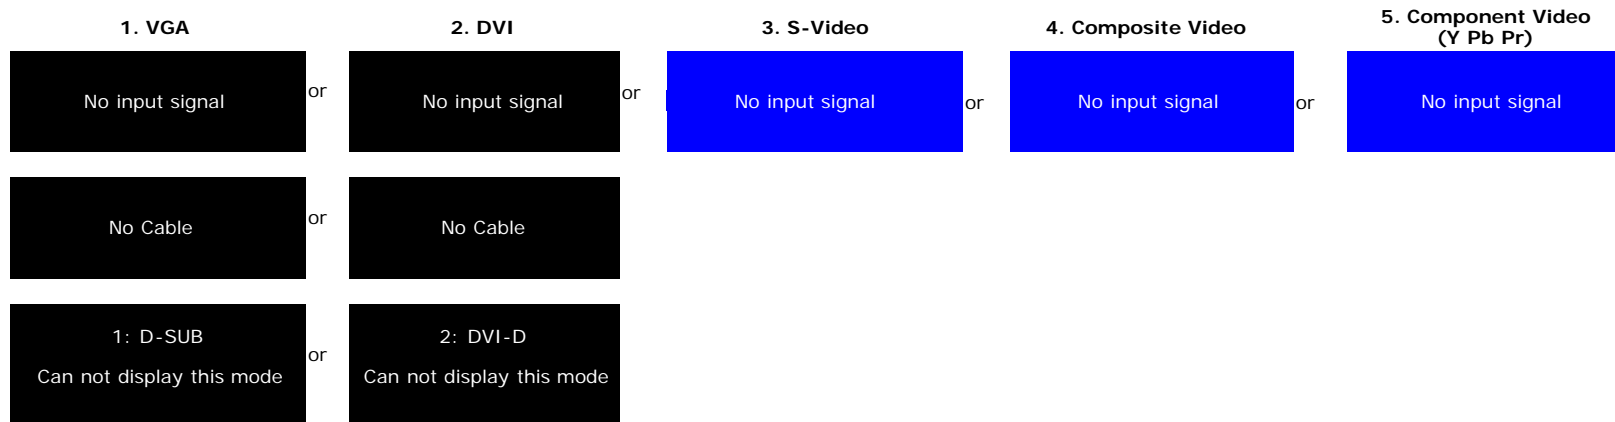 1. VGA
2. DVI
3. S-Video
4. Composite Video
5. Component Video
(Y Pb Pr)
No input signal
or
No input signal
or
No input signal
or
No input signal
or
No input signal
No Cable
or
No Cable
1: D-SUB
Can not display this mode
or
2: DVI-D
Can not display this mode